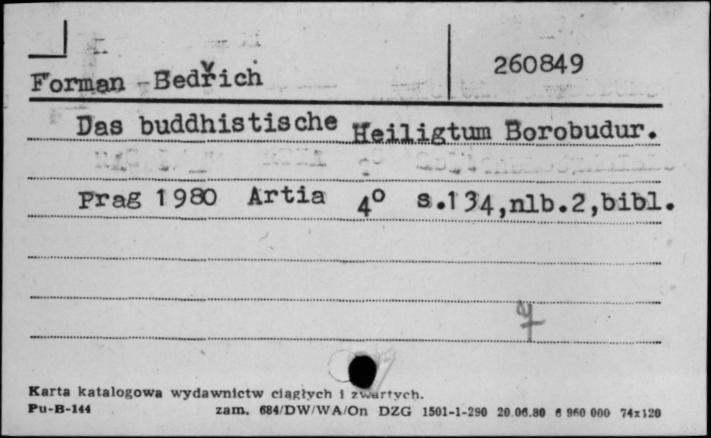 260849
Forman Bedřich
Das buddhistische Heiligtum Borobudur.
Prag 1980 Artia 4° s.134,nlb.2,bibl.
Karta katalogowa wydawnictw ciągłych i zwartych.
Pu-B-144 zam. 684/DW/WA/On DZG 1501-1-290 20.06.80 6 960 000 74x120